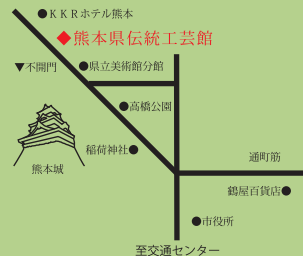 ●KKRホテル熊本
◆熊本県伝統工芸館
▼不開門
●県立美術館分館
●高橋公園
稲荷神社●
熊本城
通町筋
鶴屋百貨店●
●市役所
至交通センター